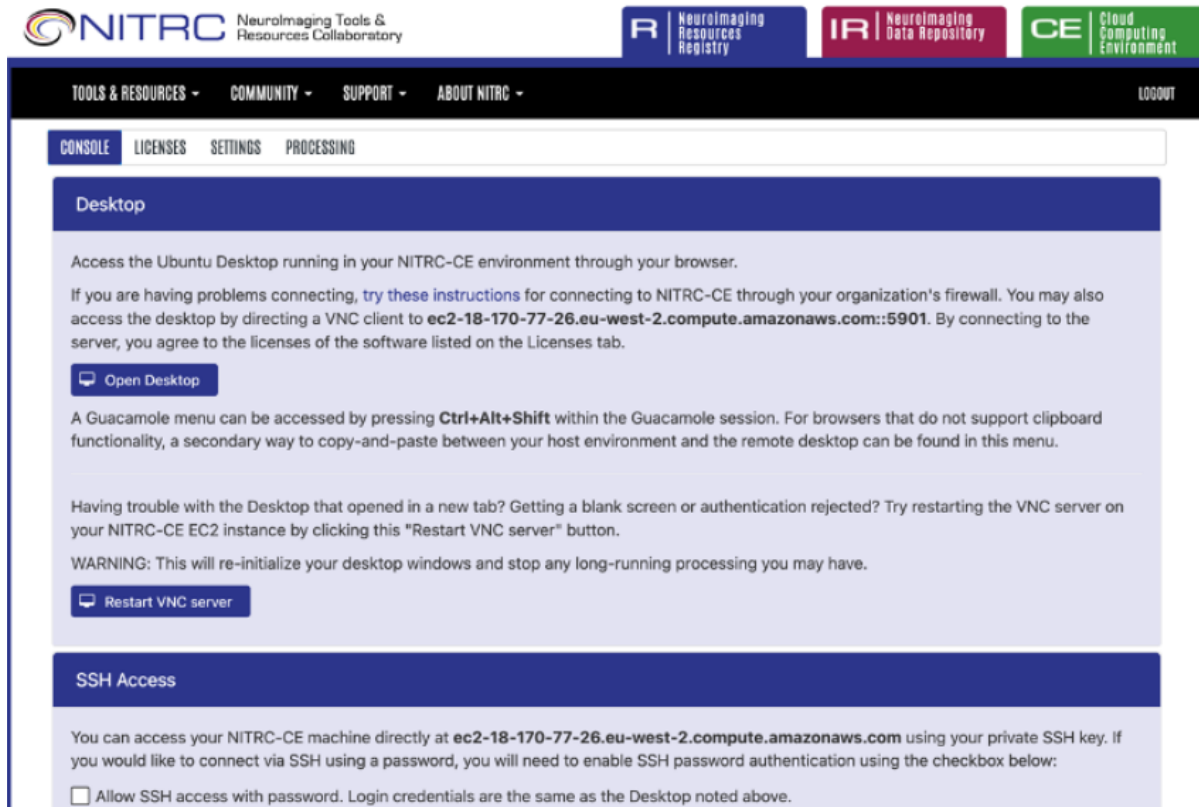 NITRC NeuroImaging Tools &
Resources Collaboratory
R NeuroImaging
Resources
Registry
IR NeuroImaging
Data Repository
CE Cloud
Computing
Environment
TOOLS & RESOURCES COMMUNITY SUPPORT ABOUT NITRC LOGOUT
CONSOLE LICENSES SETTINGS PROCESSING
Desktop
Access the Ubuntu Desktop running in your NITRC-CE environment through your browser.
If you are having problems connecting, try these instructions for connecting to NITRC-CE through your organization's firewall. You may also
access the desktop by directing a VNC client to ec2-18-170-77-26.eu-west-2.compute.amazonaws.com::5901. By connecting to the
server, you agree to the licenses of the software listed on the Licenses tab.
Open Desktop
A Guacamole menu can be accessed by pressing Ctrl+Alt+Shift within the Guacamole session. For browsers that do not support clipboard
functionality, a secondary way to copy-and-paste between your host environment and the remote desktop can be found in this menu.
Having trouble with the Desktop that opened in a new tab? Getting a blank screen or authentication rejected? Try restarting the VNC server on
your NITRC-CE EC2 instance by clicking this "Restart VNC server" button.
WARNING: This will re-initialize your desktop windows and stop any long-running processing you may have.
Restart VNC server
SSH Access
You can access your NITRC-CE machine directly at ec2-18-170-77-26.eu-west-2.compute.amazonaws.com using your private SSH key. If
you would like to connect via SSH using a password, you will need to enable SSH password authentication using the checkbox below:
Allow SSH access with password. Login credentials are the same as the Desktop noted above.